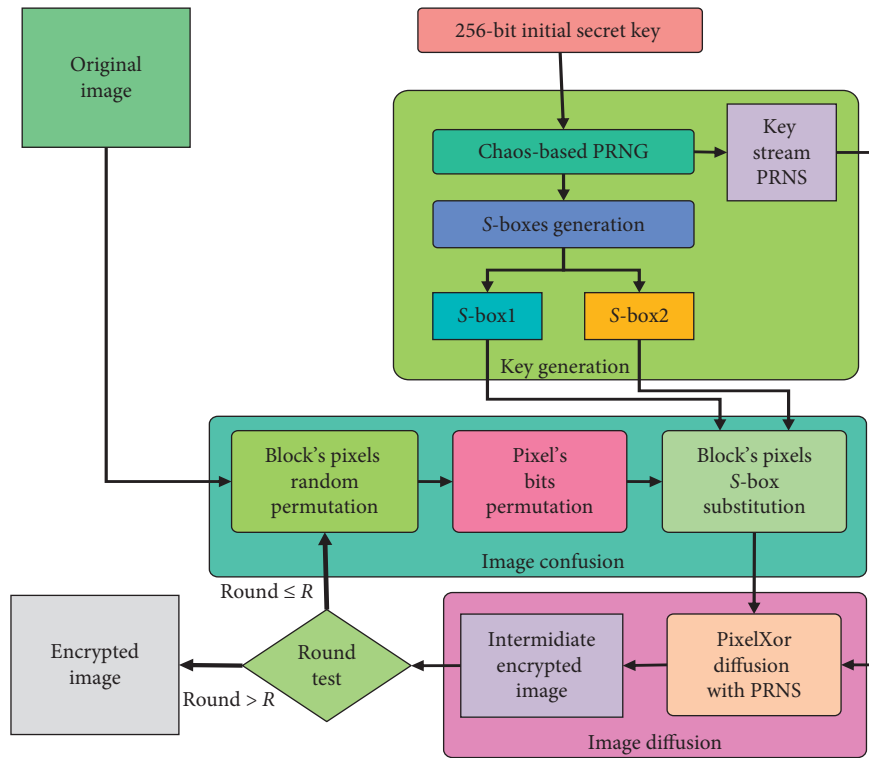 256-bit initial secret key
Original
image
Chaos-based PRNG
Key
stream
PRNS
S-boxes generation
S-box1
S-box2
Key generation
Block's pixels
random
permutation
Pixel's
bits
permutation
Block's pixels
S-box
substitution
Image confusion
Round ≤ R
Encrypted
image
Round
test
Intermidiate
encrypted
image
PixelXor
diffusion
with PRNS
Round > R
Image diffusion